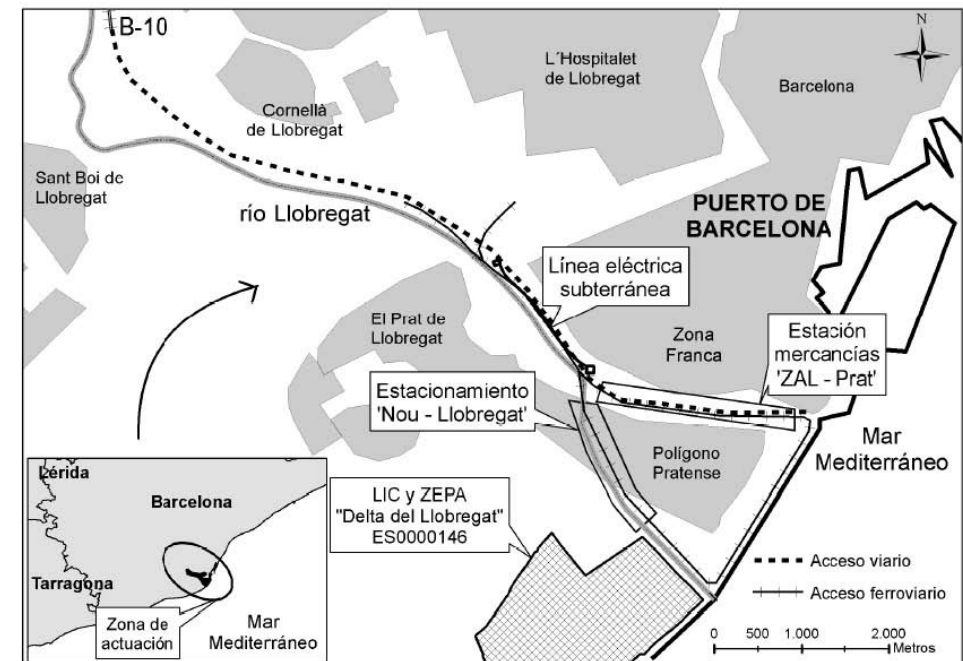 B-10
N
L´Hospitalet
de Llobregat
Barcelona
Cornellà
de Llobregat
Sant Boi de
Llobregat
río Llobregat
PUERTO DE
BARCELONA
Línea eléctrica
subterránea
El Prat de
Llobregat
Zona
Franca
Estación
mercancías
'ZAL - Prat'
Estacionamiento
'Nou - Llobregat'
Polígono
Pratense
Mar
Mediterráneo
LIC y ZEPA
"Delta del Llobregat"
ES0000146
Lérida
Barcelona
Tarragona
Zona de
actuación
Mar
Mediterráneo
Acceso viario
Acceso ferroviario
0 500 1.000 2.000
Metros